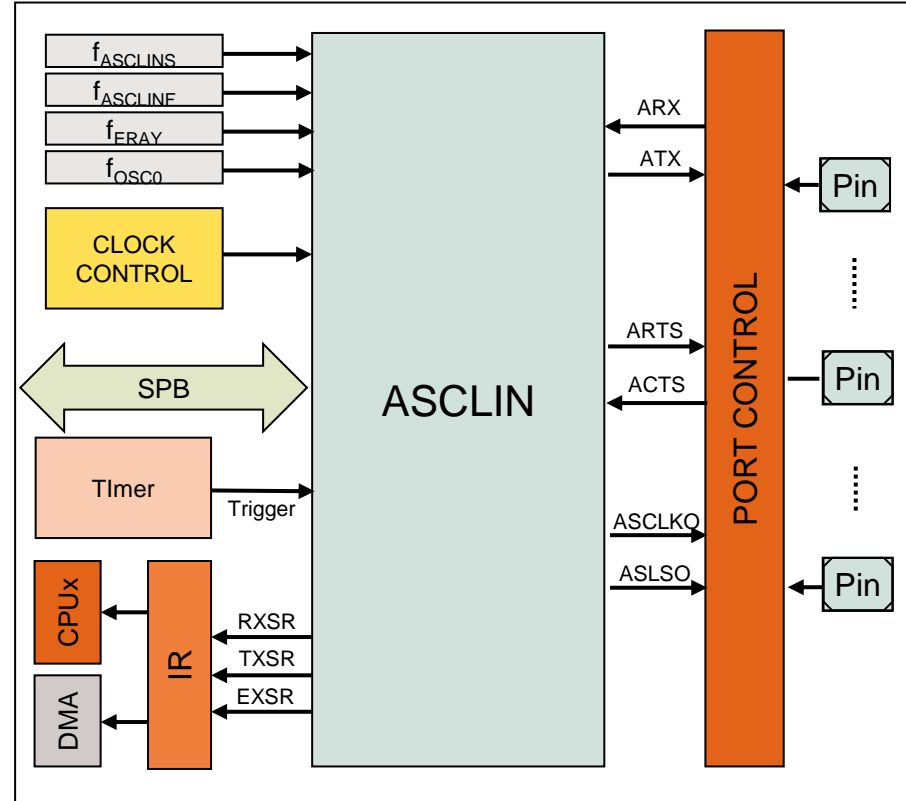 fASCLINS
fASCLINF
fERAY
fOSC0
CLOCK
CONTROL
SPB
TImer
Trigger
CPUx
DMA
IR
RXSR
TXSR
EXSR
ASCLIN
ARX
ATX
ARTS
ACTS
ASCLKO
ASLSO
PORT CONTROL
Pin
Pin
Pin